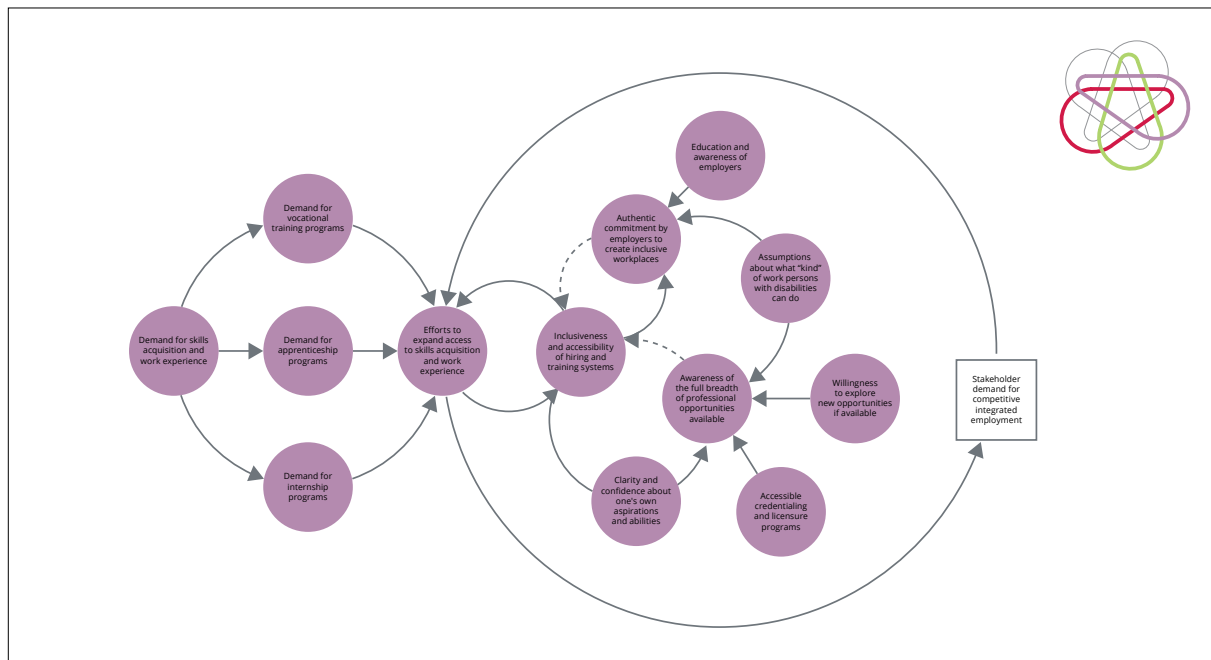 Education and
awareness of
employers
Demand for
vocational
training programs
Authentic
commitment by
employers to
create inclusive
workplaces
Assumptions
about what “kind”
of work persons
with disabilities
can do
Demand for skills
acquisition and
work experience
Demand for
apprenticeship
programs
Efforts to
expand access
to skills acquisition
and work
experience
Inclusiveness
and accessibility
of hiring and
training systems
Awareness of
the full breadth
of professional
opportunities
available
Willingness
to explore
new opportunities
if available
Stakeholder
demand for
competitive
integrated
employment
Demand for
internship
programs
Clarity and
confidence about
one's own
aspirations
and abilities
Accessible
credentialing
and licensure
programs